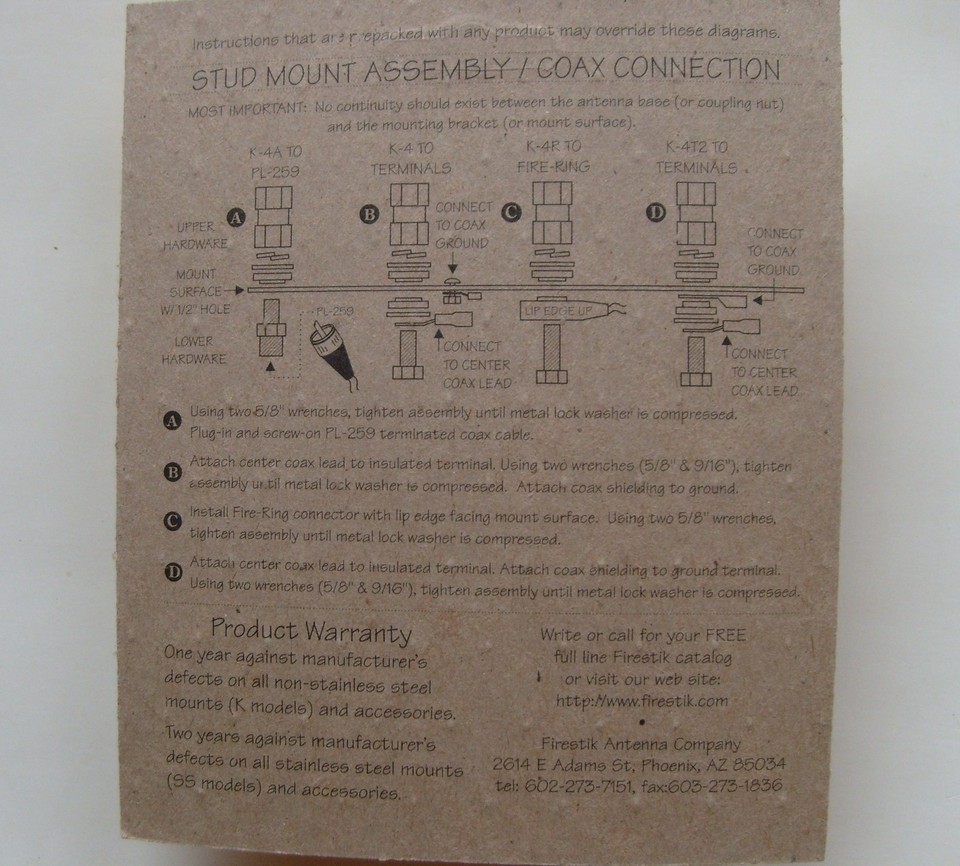 Instructions that are prepacked with any product may override these diagrams.
STUD MOUNT ASSEMBLY / COAX CONNECTION
MOST IMPORTANT: No continuity should exist between the antenna base (or coupling nut)
and the mounting bracket (or mount surface).
K-4A TO
PL-259
K-4 TO
TERMINALS
K-4R TO
FIRE-RING
K-4T2 TO
TERMINALS
A
B
C
D
UPPER
HARDWARE
CONNECT
TO COAX
GROUND
CONNECT
TO COAX
GROUND
MOUNT
SURFACE
W/ 1/2" HOLE
PL-259
LIP EDGE UP
LOWER
HARDWARE
CONNECT
TO CENTER
COAX LEAD
CONNECT
TO CENTER
COAX LEAD
A Using two 5/8" wrenches, tighten assembly until metal lock washer is compressed.
Plug-in and screw-on PL-259 terminated coax cable.
B Attach center coax lead to insulated terminal. Using two wrenches (5/8" & 9/16"), tighten
assembly until metal lock washer is compressed. Attach coax shielding to ground.
C Install Fire-Ring connector with lip edge facing mount surface. Using two 5/8" wrenches,
tighten assembly until metal lock washer is compressed.
D Attach center coax lead to insulated terminal. Attach coax shielding to ground terminal.
Using two wrenches (5/8" & 9/16"), tighten assembly until metal lock washer is compressed.
Product Warranty
One year against manufacturer's
defects on all non-stainless steel
mounts (K models) and accessories.
Two years against manufacturer's
defects on all stainless steel mounts
(SS models) and accessories.
Write or call for your FREE
full line Firestik catalog
or visit our web site:
http://www.firestik.com
Firestik Antenna Company
2614 E Adams St, Phoenix, AZ 85034
tel: 602-273-7151, fax:603-273-1836